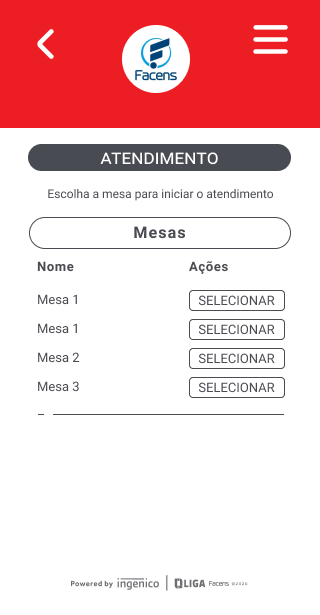 Facens
ATENDIMENTO
Escolha a mesa para iniciar o atendimento
Mesas
Nome Ações
Mesa 1 SELECIONAR
Mesa 1 SELECIONAR
Mesa 2 SELECIONAR
Mesa 3 SELECIONAR
Powered by ingenico LIGA Facens